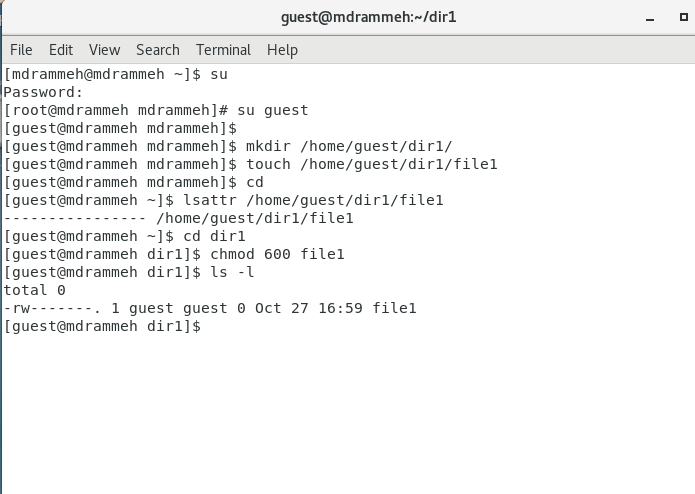 guest@mdrammeh:~/dir1
File Edit View Search Terminal Help
[mdrammeh@mdrammeh ~]$ su
Password:
[root@mdrammeh mdrammeh]# su guest
[guest@mdrammeh mdrammeh]$
[guest@mdrammeh mdrammeh]$ mkdir /home/guest/dir1/
[guest@mdrammeh mdrammeh]$ touch /home/guest/dir1/file1
[guest@mdrammeh mdrammeh]$ cd
[guest@mdrammeh ~]$ lsattr /home/guest/dir1/file1
---------------- /home/guest/dir1/file1
[guest@mdrammeh ~]$ cd dir1
[guest@mdrammeh dir1]$ chmod 600 file1
[guest@mdrammeh dir1]$ ls -l
total 0
-rw-------. 1 guest guest 0 Oct 27 16:59 file1
[guest@mdrammeh dir1]$